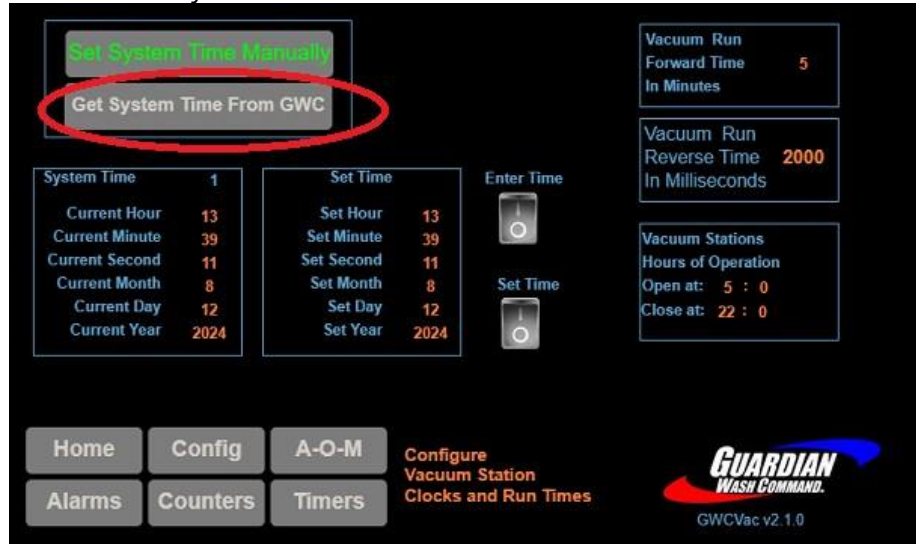 Set System Time Manually
Get System Time From GWC
Vacuum Run
Forward Time 5
In Minutes
Vacuum Run
Reverse Time 2000
In Milliseconds
System Time 1
Current Hour 13
Current Minute 39
Current Second 11
Current Month 8
Current Day 12
Current Year 2024
Set Time
Set Hour 13
Set Minute 39
Set Second 11
Set Month 8
Set Day 12
Set Year 2024
Enter Time
Set Time
Vacuum Stations
Hours of Operation
Open at: 5 : 0
Close at: 22 : 0
Home Config A-O-M
Alarms Counters Timers
Configure
Vacuum Station
Clocks and Run Times
GUARDIAN
WASH COMMAND.
GWCVac v2.1.0